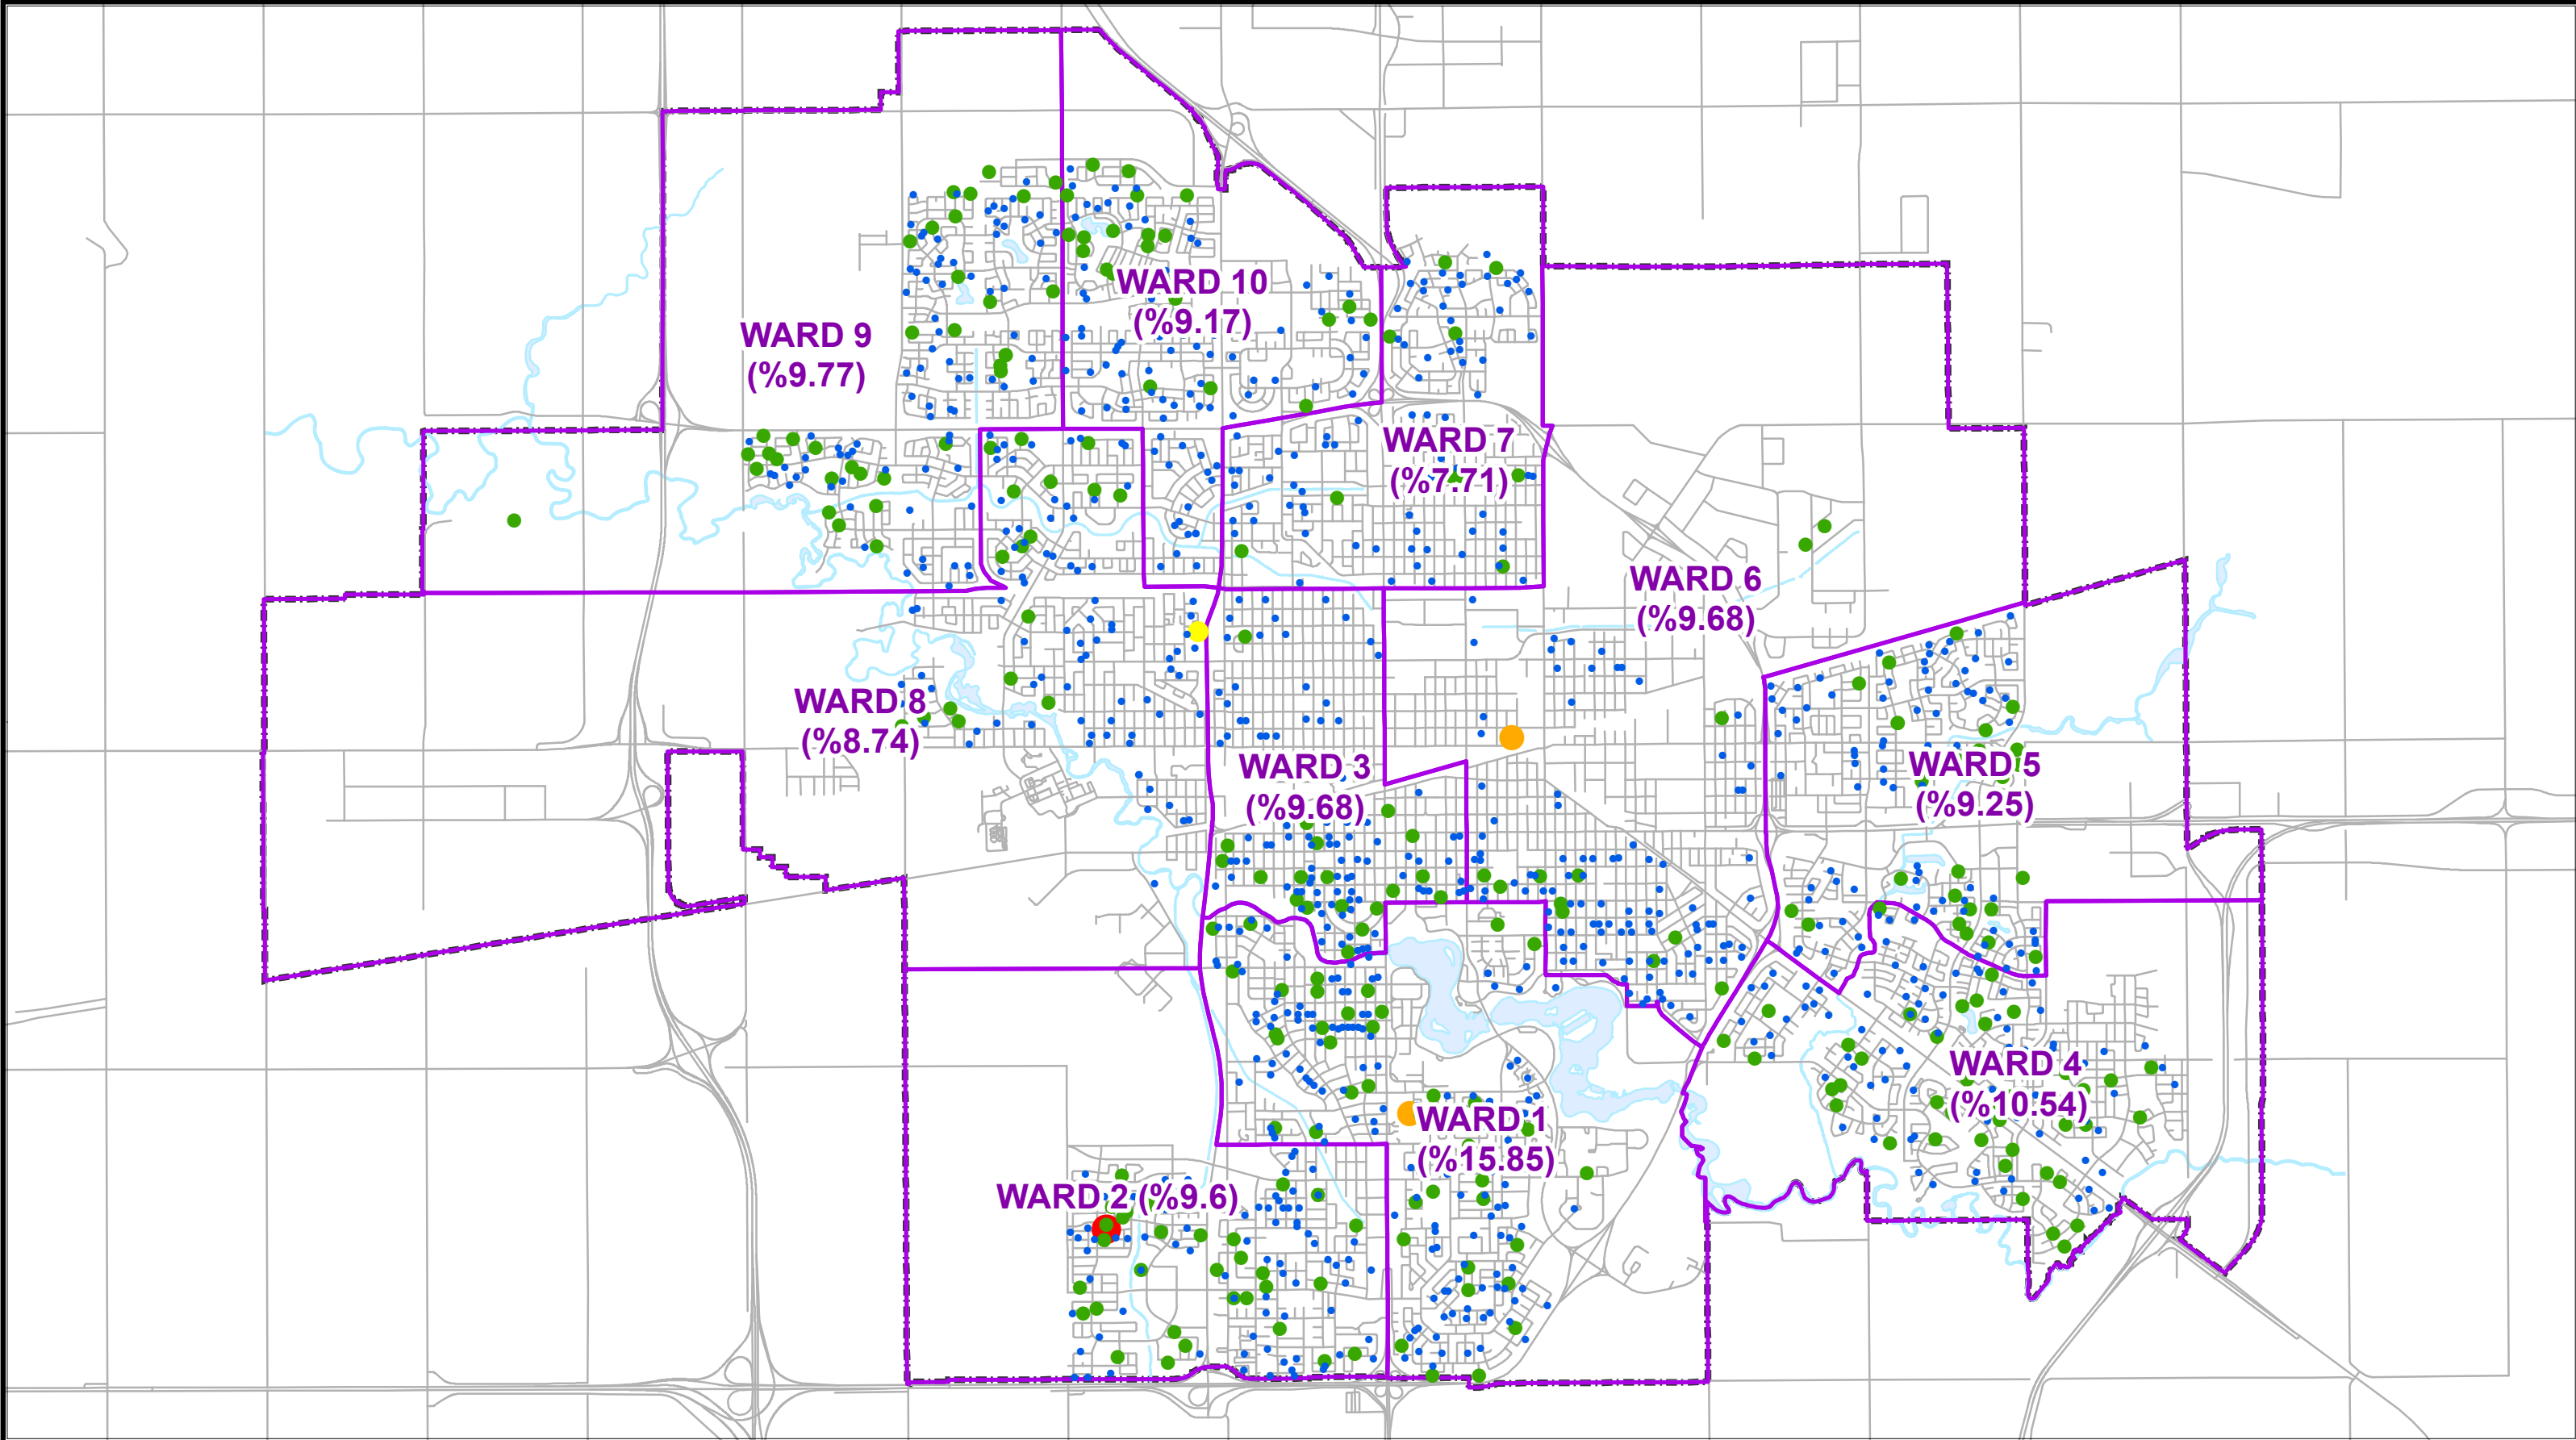 WARD 10
(%9.17)
WARD 9
(%9.77)
WARD 7
(%7.71)
WARD 6
(%9.68)
WARD 8
(%8.74)
WARD 3
(%9.68)
WARD 5
(%9.25)
WARD 4
(%10.54)
WARD 1
(%15.85)
WARD 2 (%9.6)